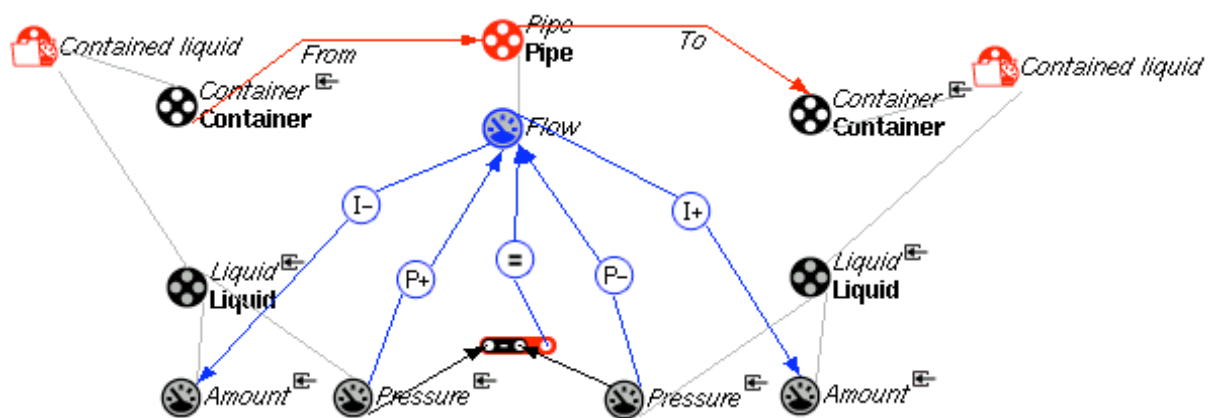 Pipe
Pipe
Contained liquid
From
To
Contained liquid
Container
Container
Container
Container
Flow
I-
I+
Liquid
Liquid
P+
=
P-
Liquid
Liquid
-
Amount
Pressure
Pressure
Amount